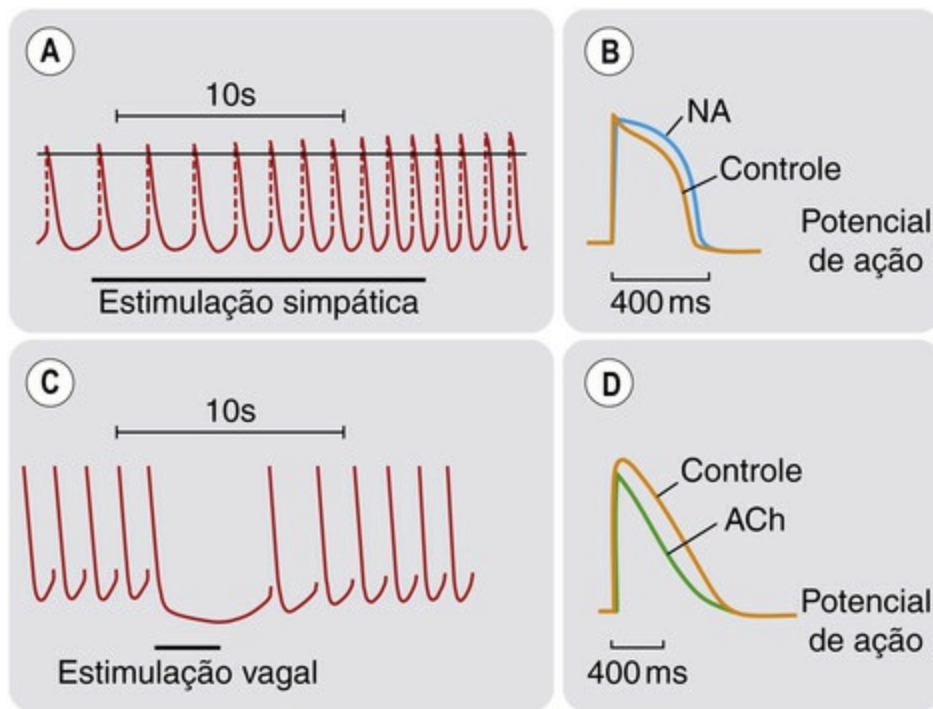 A
10s
Estimulação simpática
B
NA
Controle
Potencial
de ação
400 ms
C
10s
Estimulação vagal
D
Controle
ACh
Potencial
de ação
400 ms